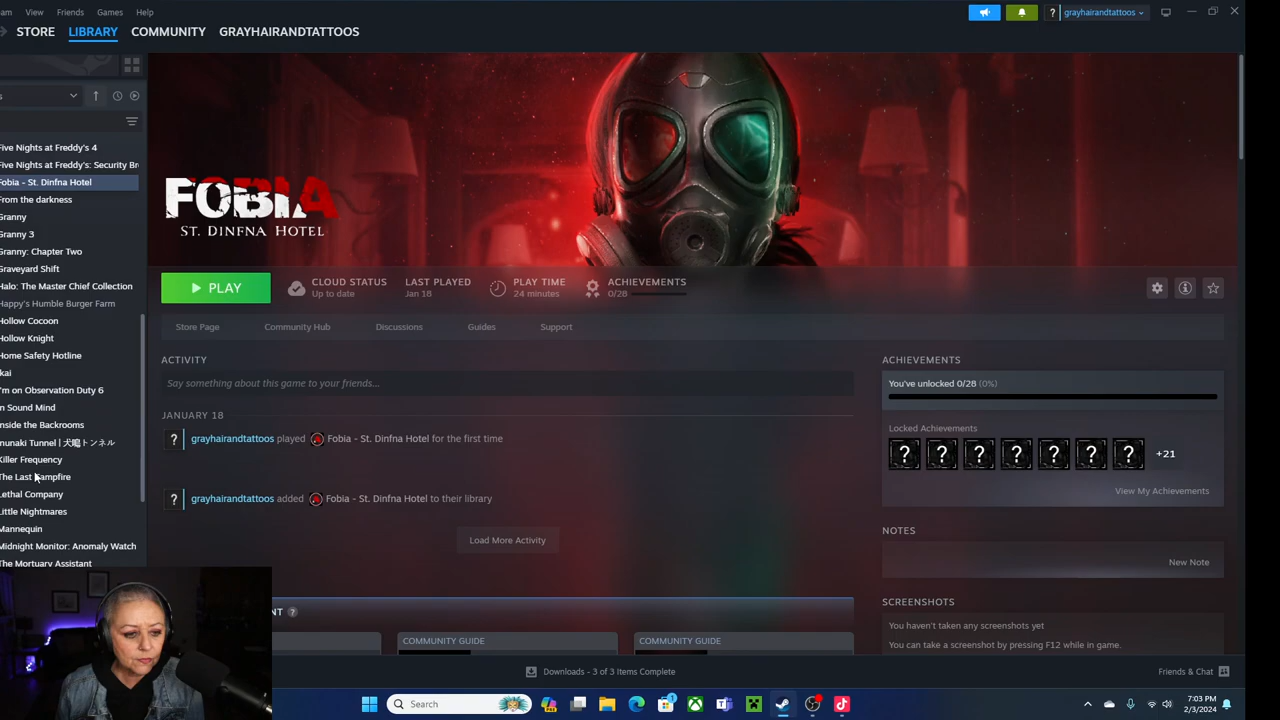 am View Friends Games Help
grayhairandtattoos
STORE LIBRARY COMMUNITY GRAYHAIRANDTATTOOS
s
Five Nights at Freddy's 4
Five Nights at Freddy's: Security Br
Fobia - St. Dinfna Hotel
From the darkness
Granny
Granny 3
Granny: Chapter Two
Graveyard Shift
Halo: The Master Chief Collection
Happy's Humble Burger Farm
Hollow Cocoon
Hollow Knight
Home Safety Hotline
kai
I'm on Observation Duty 6
In Sound Mind
Inside the Backrooms
Inunaki Tunnel | 犬鳴トンネル
Killer Frequency
The Last Campfire
Lethal Company
Little Nightmares
Mannequin
Midnight Monitor: Anomaly Watch
The Mortuary Assistant
FOBIA
ST. DINFNA HOTEL
PLAY
CLOUD STATUS
Up to date
LAST PLAYED
Jan 18
PLAY TIME
24 minutes
ACHIEVEMENTS
0/28
Store Page Community Hub Discussions Guides Support
ACTIVITY
Say something about this game to your friends...
JANUARY 18
grayhairandtattoos played Fobia - St. Dinfna Hotel for the first time
grayhairandtattoos added Fobia - St. Dinfna Hotel to their library
Load More Activity
NT ?
COMMUNITY GUIDE
COMMUNITY GUIDE
ACHIEVEMENTS
You've unlocked 0/28 (0%)
Locked Achievements
? ? ? ? ? ? ? +21
View My Achievements
NOTES
New Note
SCREENSHOTS
You haven't taken any screenshots yet
You can take a screenshot by pressing F12 while in game.
Downloads - 3 of 3 Items Complete
Friends & Chat
Search
7:03 PM
2/3/2024